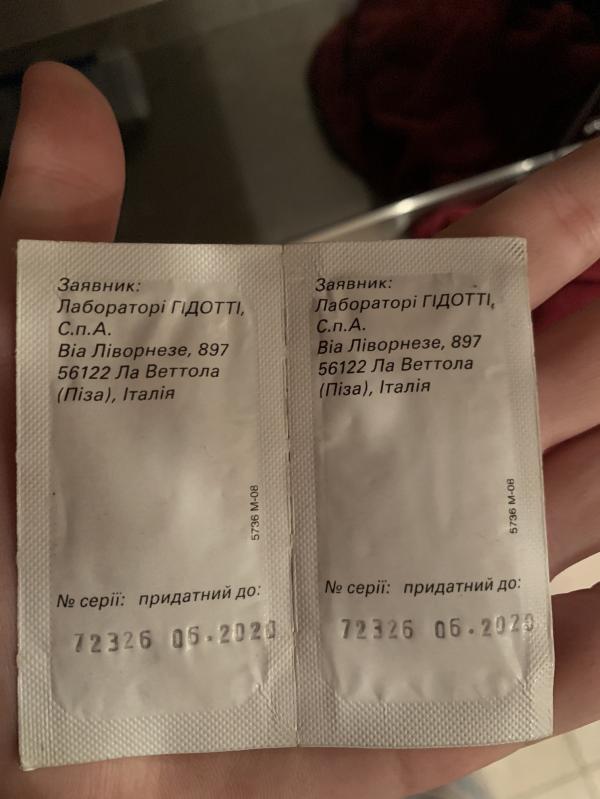 Заявник:
Лабораторі ГІДОТТІ,
С.п.А.
Віа Ліворнезе, 897
56122 Ла Веттола
(Піза), Італія
5736 M-08
№ серії: придатний до:
72326 06.2020
Заявник:
Лабораторі ГІДОТТІ,
С.п.А.
Віа Ліворнезе, 897
56122 Ла Веттола
(Піза), Італія
5736 M-08
№ серії: придатний до:
72326 06.2020